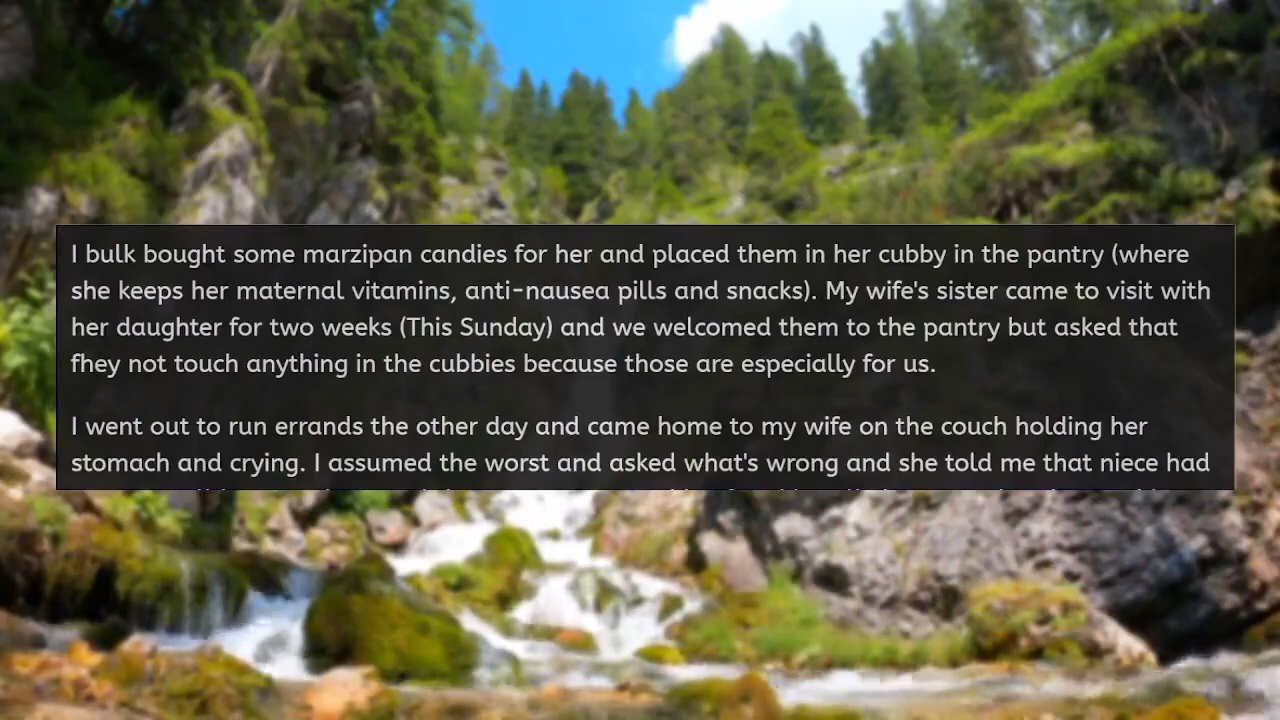 I bulk bought some marzipan candies for her and placed them in her cubby in the pantry (where
she keeps her maternal vitamins, anti-nausea pills and snacks). My wife's sister came to visit with
her daughter for two weeks (This Sunday) and we welcomed them to the pantry but asked that
fhey not touch anything in the cubbies because those are especially for us.
I went out to run errands the other day and came home to my wife on the couch holding her
stomach and crying. I assumed the worst and asked what's wrong and she told me that niece had